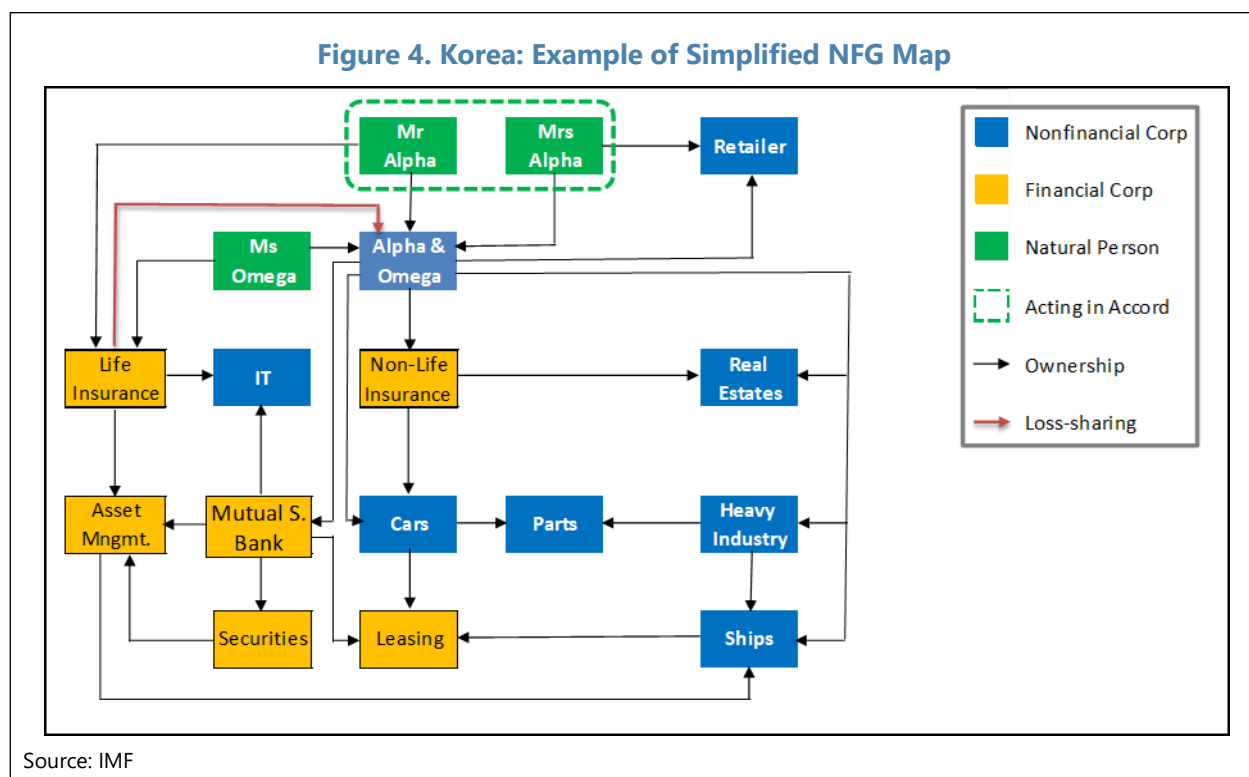 Figure 4. Korea: Example of Simplified NFG Map
Mr
Alpha
Mrs
Alpha
Retailer
Ms
Omega
Alpha &
Omega
Life
Insurance
IT
Non-Life
Insurance
Real
Estates
Asset
Mngmt.
Mutual S.
Bank
Cars
Parts
Heavy
Industry
Securities
Leasing
Ships
Nonfinancial Corp
Financial Corp
Natural Person
Acting in Accord
Ownership
Loss-sharing
Source: IMF